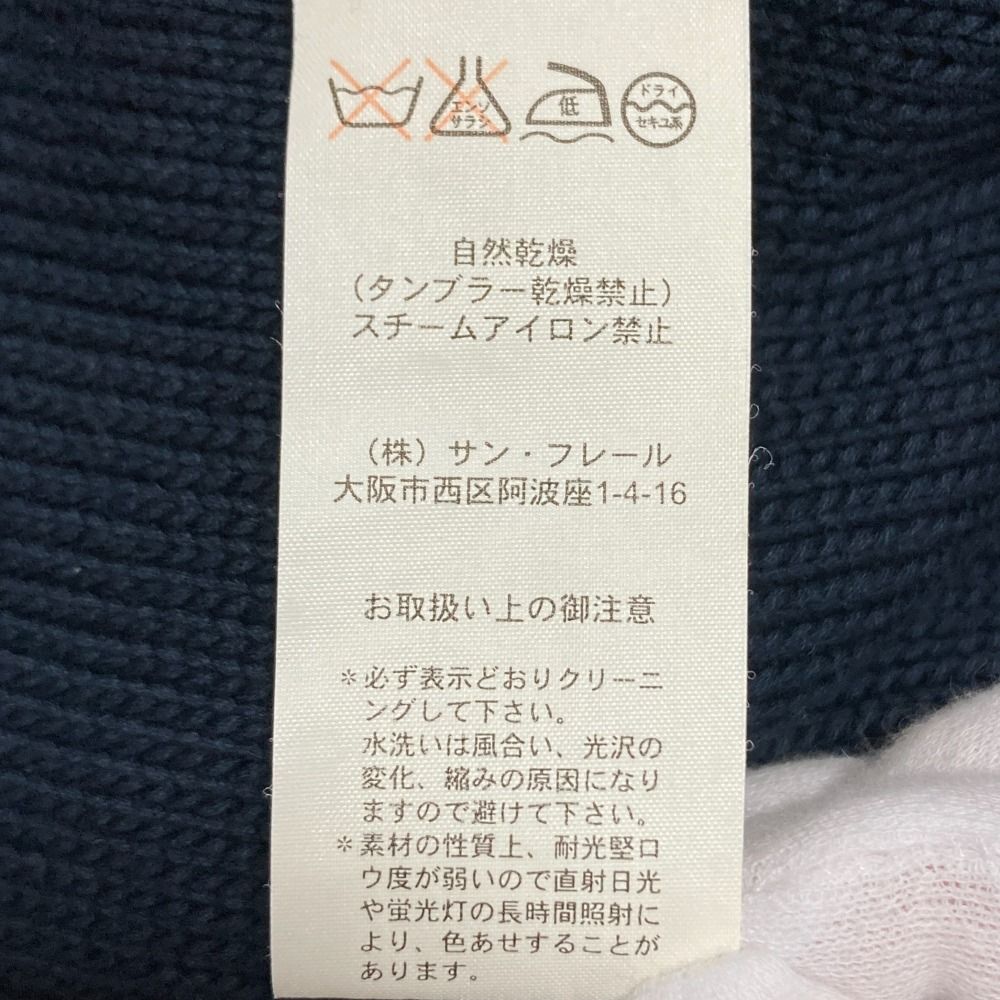 エンソ
サラシ
低
ドライ
セキユ系
自然乾燥
（タンブラー乾燥禁止）
スチームアイロン禁止
（株）サン・フレール
大阪市西区阿波座1-4-16
お取扱い上の御注意
＊必ず表示どおりクリーニ
ングして下さい。
水洗いは風合い、光沢の
変化、縮みの原因になり
ますので避けて下さい。
＊素材の性質上、耐光堅ロ
ウ度が弱いので直射日光
や蛍光灯の長時間照射に
より、色あせすることが
あります。